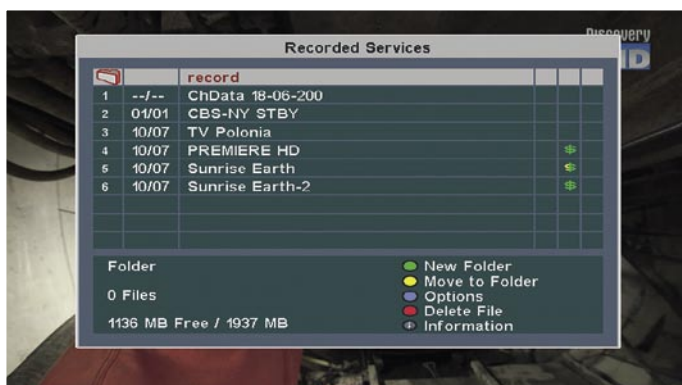 Discovery
HD
Recorded Services
record
1 --/-- ChData 18-06-200
2 01/01 CBS-NY STBY
3 10/07 TV Polonia
4 10/07 PREMIERE HD $
5 10/07 Sunrise Earth $
6 10/07 Sunrise Earth-2 $
Folder
0 Files
1136 MB Free / 1937 MB
New Folder
Move to Folder
Options
Delete File
Information